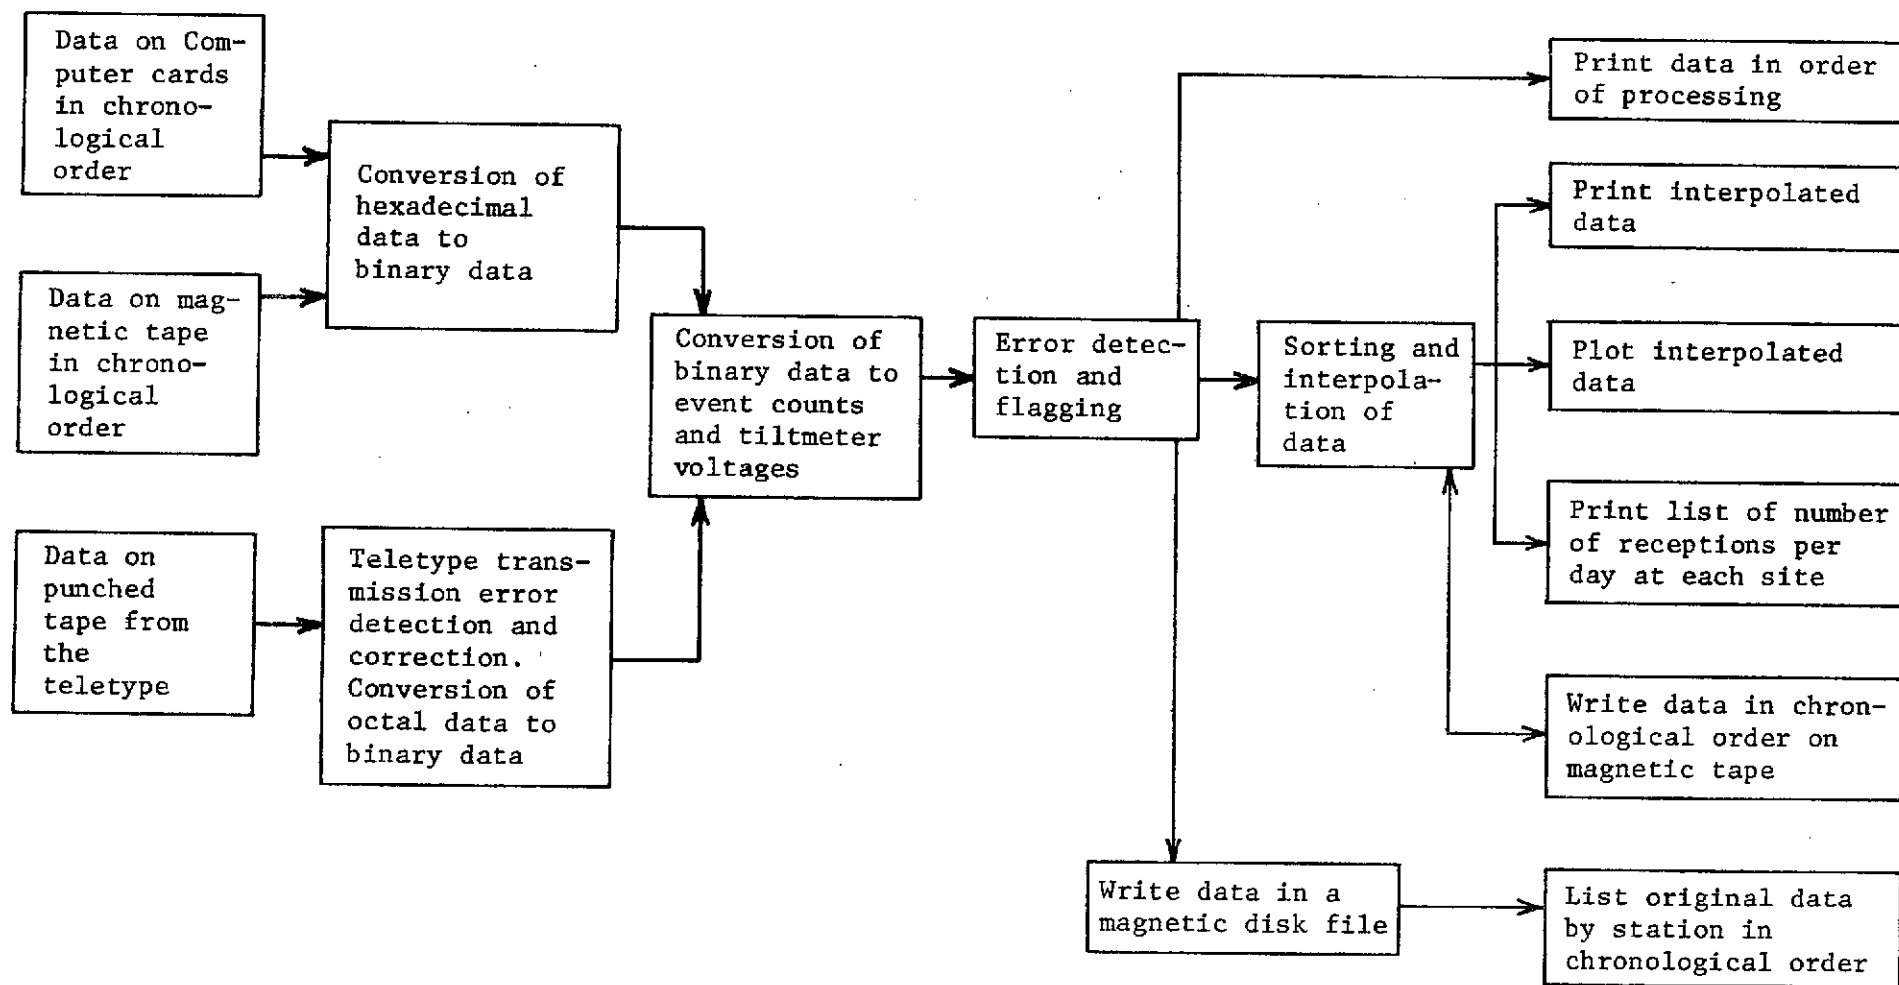 Data on Com-
puter cards
in chrono-
logical
order
Data on mag-
netic tape
in chrono-
logical
order
Data on
punched
tape from
the
teletype
Conversion of
hexadecimal
data to
binary data
Teletype trans-
mission error
detection and
correction.
Conversion of
octal data to
binary data
Conversion of
binary data to
event counts
and tiltmeter
voltages
Error detec-
tion and
flagging
Sorting and
interpola-
tion of
data
Print data in order
of processing
Print interpolated
data
Plot interpolated
data
Print list of number
of receptions per
day at each site
Write data in chron-
ological order on
magnetic tape
Write data in a
magnetic disk file
List original data
by station in
chronological order